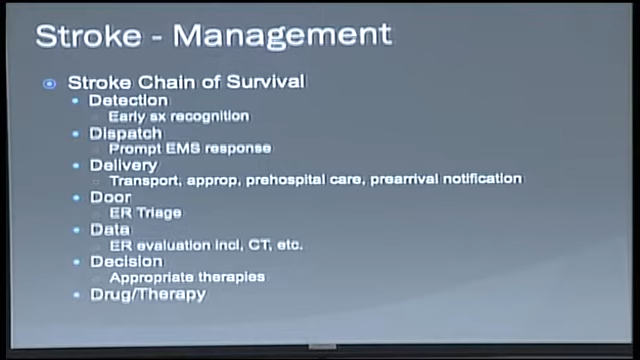 Stroke - Management
Stroke Chain of Survival
Detection
Early sx recognition
Dispatch
Prompt EMS response
Delivery
Transport, approp, prehospital care, prearrival notification
Door
ER Triage
Data
ER evaluation incl, CT, etc.
Decision
Appropriate therapies
Drug/Therapy